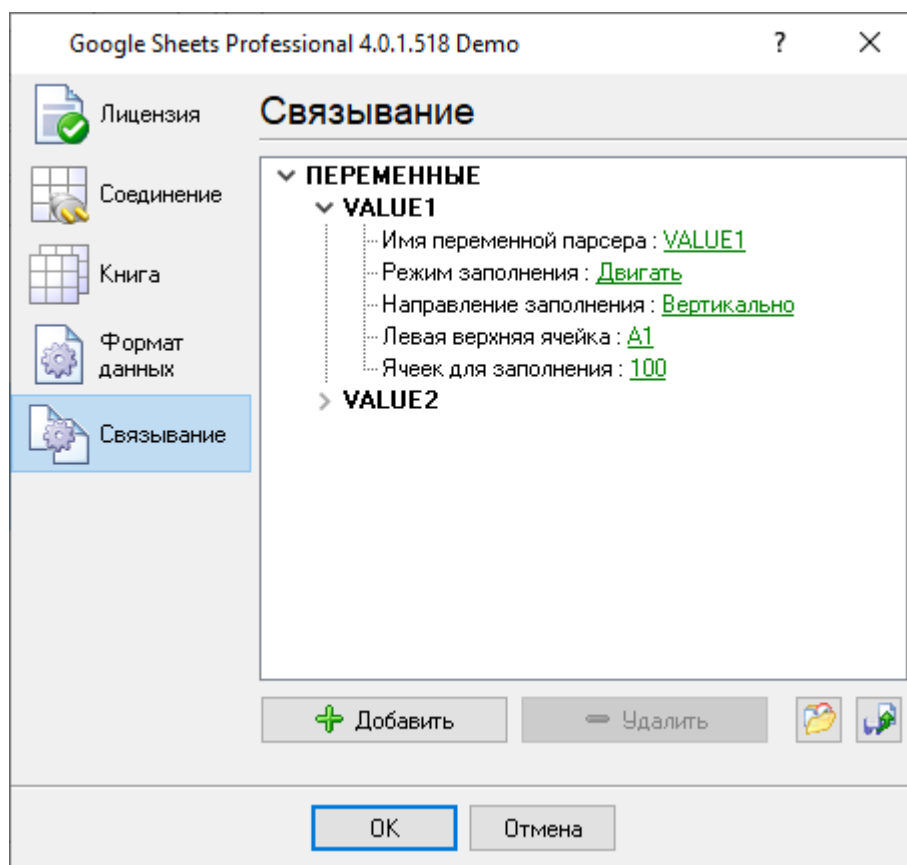 Google Sheets Professional 4.0.1.518 Demo
?
Лицензия
Соединение
Книга
Формат
данных
Связывание
Связывание
ПЕРЕМЕННЫЕ
VALUE1
Имя переменной парсера : VALUE1
Режим заполнения : Двигать
Направление заполнения : Вертикально
Левая верхняя ячейка : A1
Ячеек для заполнения : 100
VALUE2
Добавить
Удалить
OK
Отмена